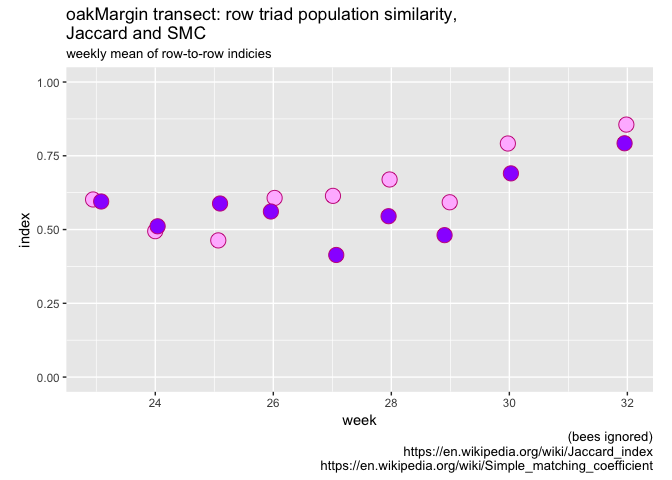 oakMargin transect: row triad population similarity,
Jaccard and SMC
weekly mean of row-to-row indicies
1.00
0.75
0.50
0.25
0.00
index
24 26 28 30 32
week
(bees ignored)
https://en.wikipedia.org/wiki/Jaccard_index
https://en.wikipedia.org/wiki/Simple_matching_coefficient